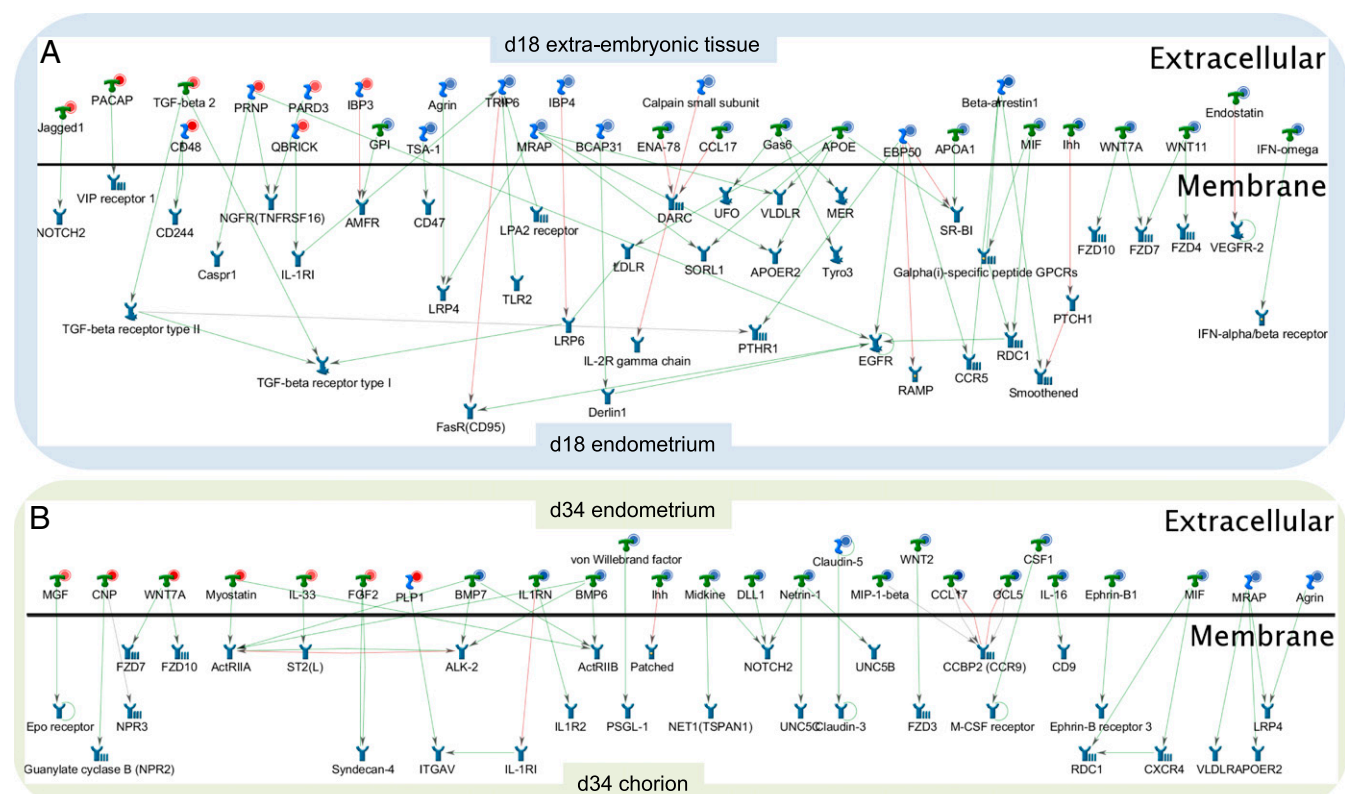 A
d18 extra-embryonic tissue
Extracellular
PACAP
TGF-beta 2
PRNP
PARD3
IBP3
Agrin
TRIP6
IBP4
Calpain small subunit
Beta-arrestin1
Endostatin
Jagged1
CD48
QBRICK
GPI
TSA-1
MRAP
BCAP31
ENA-78
CCL17
Gas6
APOE
EBP50
APOA1
MIF
Ihh
WNT7A
WNT11
IFN-omega
Membrane
VIP receptor 1
NOTCH2
CD244
NGFR(TNFRSF16)
AMFR
CD47
LPA2 receptor
DARC
UFO
VLDLR
MER
SR-BI
FZD10
FZD7
FZD4
VEGFR-2
Caspr1
IL-1RI
LDLR
SORL1
APOER2
Tyro3
Galpha(i)-specific peptide GPCRs
LRP4
TLR2
PTCH1
TGF-beta receptor type II
LRP6
PTHR1
IFN-alpha/beta receptor
IL-2R gamma chain
EGFR
RDC1
TGF-beta receptor type I
RAMP
CCR5
Smoothened
Derlin1
FasR(CD95)
d18 endometrium
B
d34 endometrium
Extracellular
von Willebrand factor
Claudin-5
WNT2
CSF1
MGF
CNP
WNT7A
Myostatin
IL-33
FGF2
PLP1
BMP7
IL1RN
BMP6
Ihh
Midkine
DLL1
Netrin-1
MIP-1-beta
CCL17
CCL5
IL-16
Ephrin-B1
MIF
MRAP
Agrin
Membrane
FZD7
FZD10
ActRIIA
ST2(L)
ALK-2
ActRIIB
Patched
NOTCH2
UNC5B
CCBP2 (CCR9)
CD9
Epo receptor
NPR3
IL1R2
PSGL-1
NET1(TSPAN1)
UNC5C
Claudin-3
FZD3
M-CSF receptor
Ephrin-B receptor 3
LRP4
Guanylate cyclase B (NPR2)
Syndecan-4
ITGAV
IL-1RI
RDC1
CXCR4
VLDLR
APOER2
d34 chorion